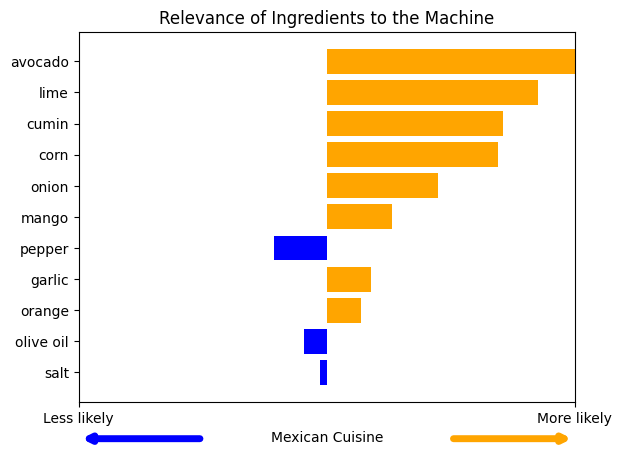 Relevance of Ingredients to the Machine
avocado
lime
cumin
corn
onion
mango
pepper
garlic
orange
olive oil
salt
Less likely
More likely
Mexican Cuisine